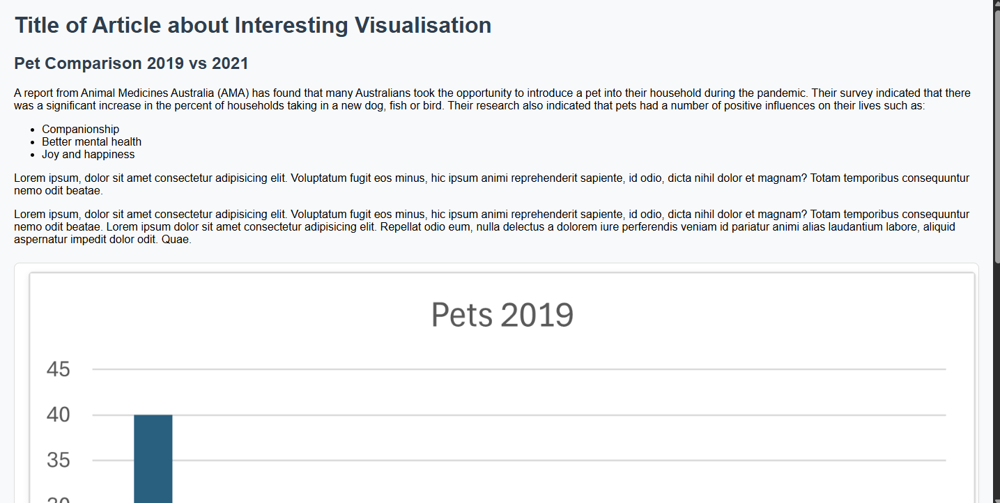 Title of Article about Interesting Visualisation
Pet Comparison 2019 vs 2021
A report from Animal Medicines Australia (AMA) has found that many Australians took the opportunity to introduce a pet into their household during the pandemic. Their survey indicated that there
was a significant increase in the percent of households taking in a new dog, fish or bird. Their research also indicated that pets had a number of positive influences on their lives such as:
• Companionship
• Better mental health
• Joy and happiness
Lorem ipsum, dolor sit amet consectetur adipisicing elit. Voluptatum fugit eos minus, hic ipsum animi reprehenderit sapiente, id odio, dicta nihil dolor et magnam? Totam temporibus consequuntur
nemo odit beatae.
Lorem ipsum, dolor sit amet consectetur adipisicing elit. Voluptatum fugit eos minus, hic ipsum animi reprehenderit sapiente, id odio, dicta nihil dolor et magnam? Totam temporibus consequuntur
nemo odit beatae. Lorem ipsum dolor sit amet consectetur adipisicing elit. Repellat odio eum, nulla delectus a dolorem iure perferendis veniam id pariatur animi alias laudantium labore, aliquid
aspernatur impedit dolor odit. Quae.
Pets 2019
45
40
35
30